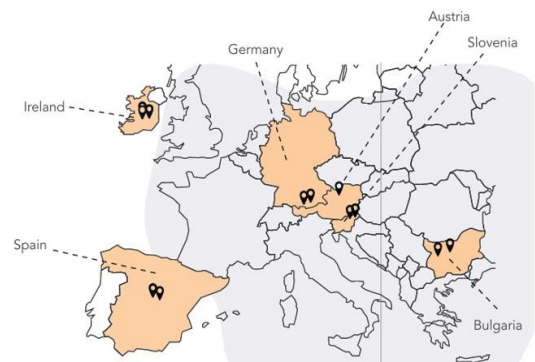 Austria
Slovenia
Germany
Ireland
Spain
Bulgaria